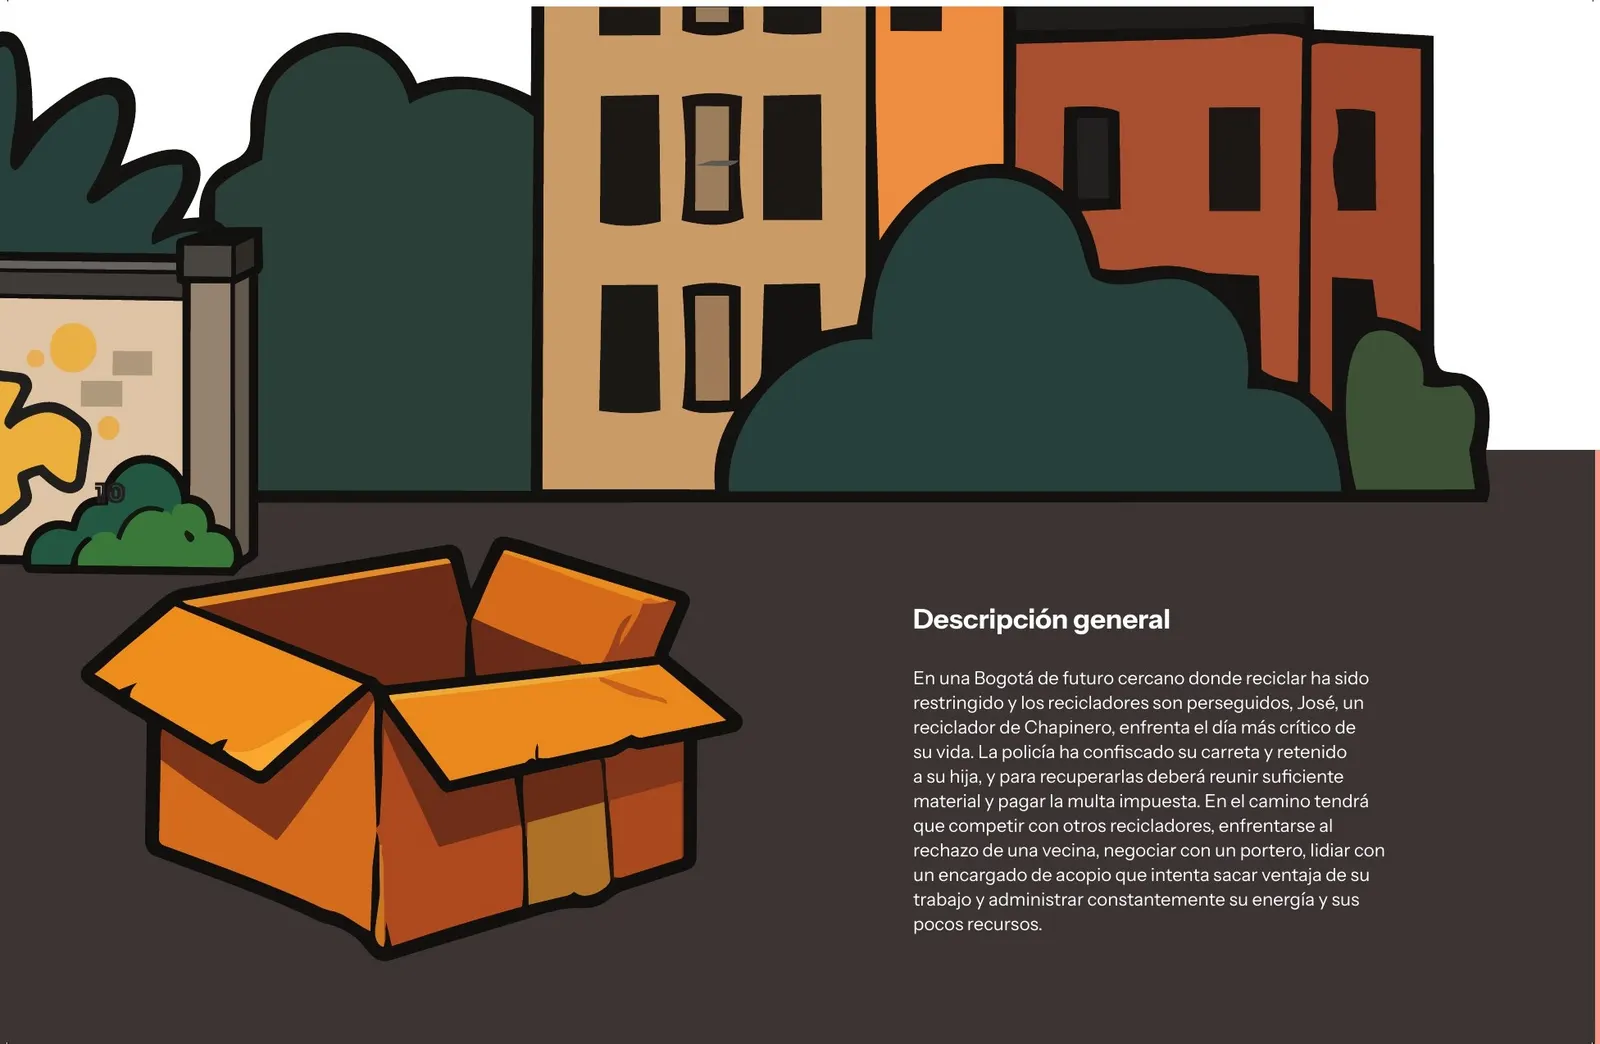 10
Descripción general
En una Bogotá de futuro cercano donde reciclar ha sido
restringido y los recicladores son perseguidos, José, un
reciclador de Chapinero, enfrenta el día más crítico de
su vida. La policía ha confiscado su carreta y retenido
a su hija, y para recuperarlas deberá reunir suficiente
material y pagar la multa impuesta. En el camino tendrá
que competir con otros recicladores, enfrentarse al
rechazo de una vecina, negociar con un portero, lidiar con
un encargado de acopio que intenta sacar ventaja de su
trabajo y administrar constantemente su energía y sus
pocos recursos.